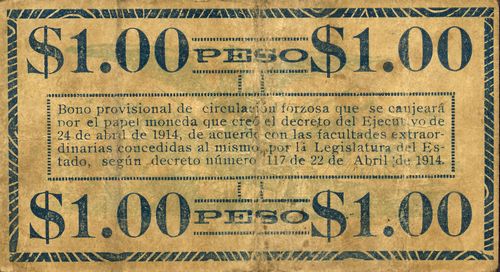 $1.00 PESO $1.00
Bono provisional de circulación forzosa que se canjeará
por el papel moneda que creó el decreto del Ejecutivo de
24 de abril de 1914, de acuerdo con las facultades extraor-
dinarias concedidas al mismo, por la Legislatura del Es-
tado, según decreto número 117 de 22 de Abril de 1914.
$1.00 PESO $1.00